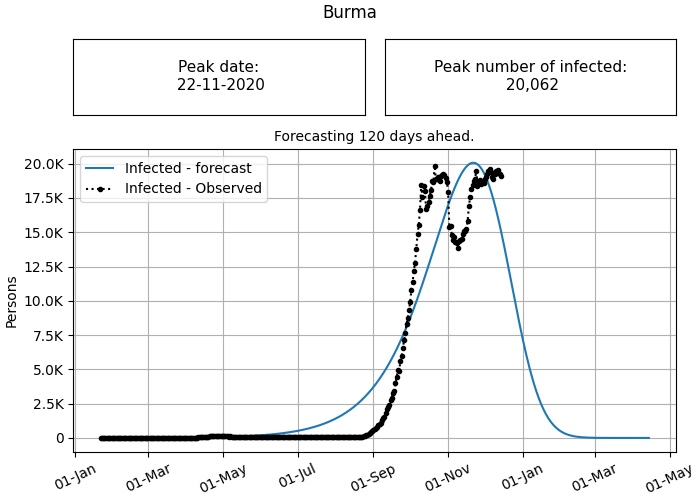 Burma
Peak date:
22-11-2020
Peak number of infected:
20,062
Forecasting 120 days ahead.
Infected - forecast
Infected - Observed
Persons
20.0K
17.5K
15.0K
12.5K
10.0K
7.5K
5.0K
2.5K
0
01-Jan
01-Mar
01-May
01-Jul
01-Sep
01-Nov
01-Jan
01-Mar
01-May